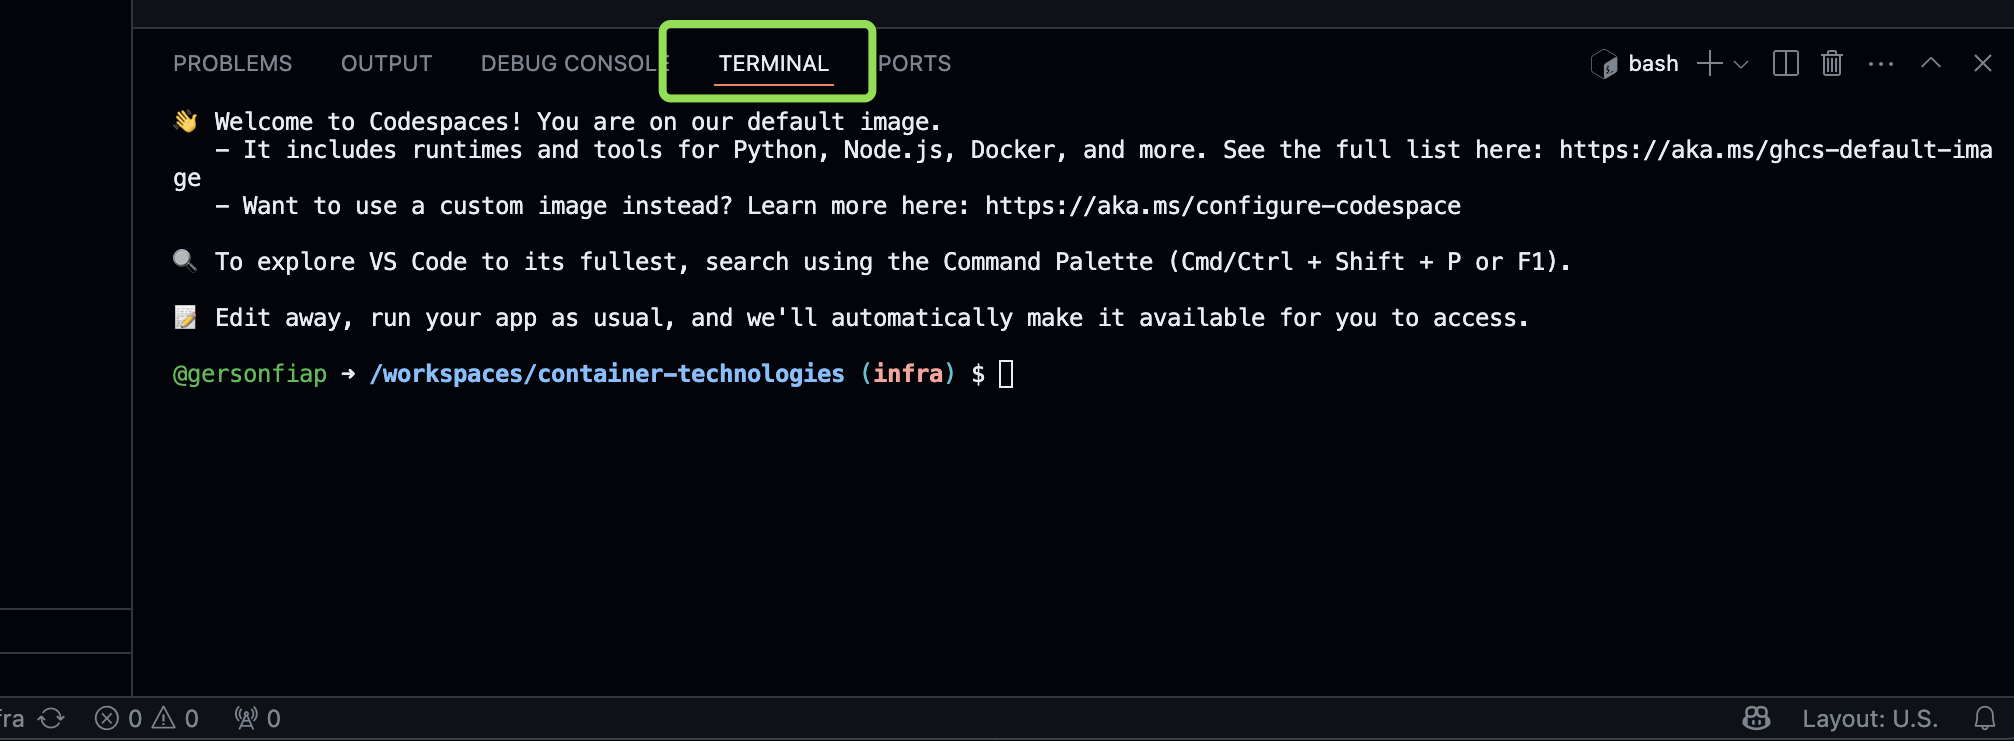 PROBLEMS OUTPUT DEBUG CONSOLE TERMINAL PORTS bash
👋 Welcome to Codespaces! You are on our default image.
- It includes runtimes and tools for Python, Node.js, Docker, and more. See the full list here: https://aka.ms/ghcs-default-ima
ge
- Want to use a custom image instead? Learn more here: https://aka.ms/configure-codespace
🔍 To explore VS Code to its fullest, search using the Command Palette (Cmd/Ctrl + Shift + P or F1).
📝 Edit away, run your app as usual, and we'll automatically make it available for you to access.
@gersonfiap ➜ /workspaces/container-technologies (infra) $
fra 0 0 0 Layout: U.S.